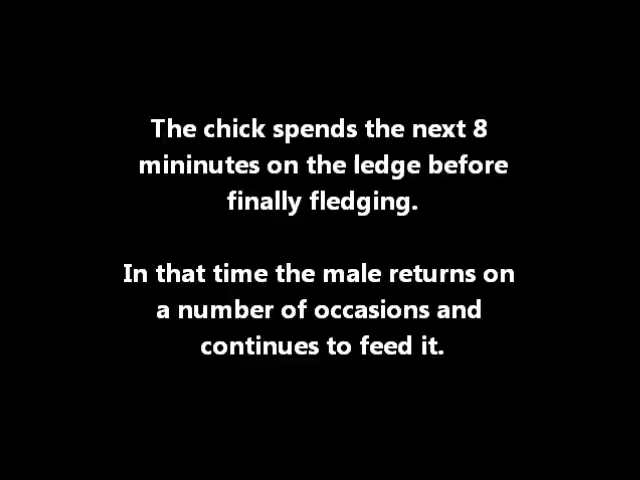 The chick spends the next 8
mininutes on the ledge before
finally fledging.
In that time the male returns on
a number of occasions and
continues to feed it.